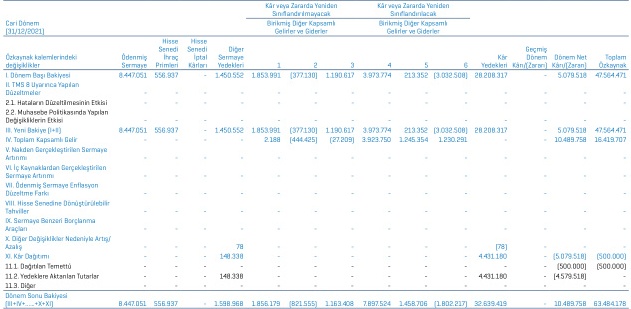 Kâr veya Zararda Yeniden Kâr veya Zararda Yeniden
Sınıflandırılmayacak Sınıflandırılacak
Cari Dönem Birikmiş Diğer Kapsamlı Birikmiş Diğer Kapsamlı
(31/12/2021) Gelirler ve Giderler Gelirler ve Giderler
Hisse Hisse Geçmiş
Senedi Senedi Diğer Dönem
Özkaynak kalemlerindeki Ödenmiş İhraç İptal Sermaye Kâr Kârı/(Zararı) Dönem Net Toplam
değişiklikler Sermaye Primleri Kârları Yedekleri 1 2 3 4 5 6 Yedekleri Kârı/(Zararı) Özkaynak
I. Dönem Başı Bakiyesi 8.447.051 556.937 - 1.450.552 1.853.991 (377.130) 1.190.617 3.973.774 213.352 (3.032.508) 28.208.317 - 5.079.518 47.564.471
II. TMS 8 Uyarınca Yapılan
Düzeltmeler - - - - - - - - - - - - - -
2.1. Hataların Düzeltilmesinin Etkisi - - - - - - - - - - - - - -
2.2. Muhasebe Politikasında Yapılan
Değişikliklerin Etkisi - - - - - - - - - - - - - -
III. Yeni Bakiye (I+II) 8.447.051 556.937 - 1.450.552 1.853.991 (377.130) 1.190.617 3.973.774 213.352 (3.032.508) 28.208.317 - 5.079.518 47.564.471
IV. Toplam Kapsamlı Gelir - - - - 2.188 (444.425) (27.209) 3.923.750 1.245.354 1.230.291 - - 10.489.758 16.419.707
V. Nakden Gerçekleştirilen Sermaye
Artırımı - - - - - - - - - - - - - -
VI. İç Kaynaklardan Gerçekleştirilen
Sermaye Artırımı - - - - - - - - - - - - - -
VII. Ödenmiş Sermaye Enflasyon
Düzeltme Farkı - - - - - - - - - - - - - -
VIII. Hisse Senedine Dönüştürülebilir
Tahviller - - - - - - - - - - - - - -
IX. Sermaye Benzeri Borçlanma
Araçları - - - - - - - - - - - - - -
X. Diğer Değişiklikler Nedeniyle Artış/
Azalış - - - 78 - - - - - - (78) - - -
XI. Kâr Dağıtımı - - - 148.338 - - - - - - 4.431.180 - (5.079.518) (500.000)
11.1. Dağıtılan Temettü - - - - - - - - - - - - (500.000) (500.000)
11.2. Yedeklere Aktarılan Tutarlar - - - 148.338 - - - - - - 4.431.180 - (4.579.518) -
11.3. Diğer - - - - - - - - - - - - - -
Dönem Sonu Bakiyesi
(III+IV+......+X+XI) 8.447.051 556.937 - 1.598.968 1.856.179 (821.555) 1.163.408 7.897.524 1.458.706 (1.802.217) 32.639.419 - 10.489.758 63.484.178